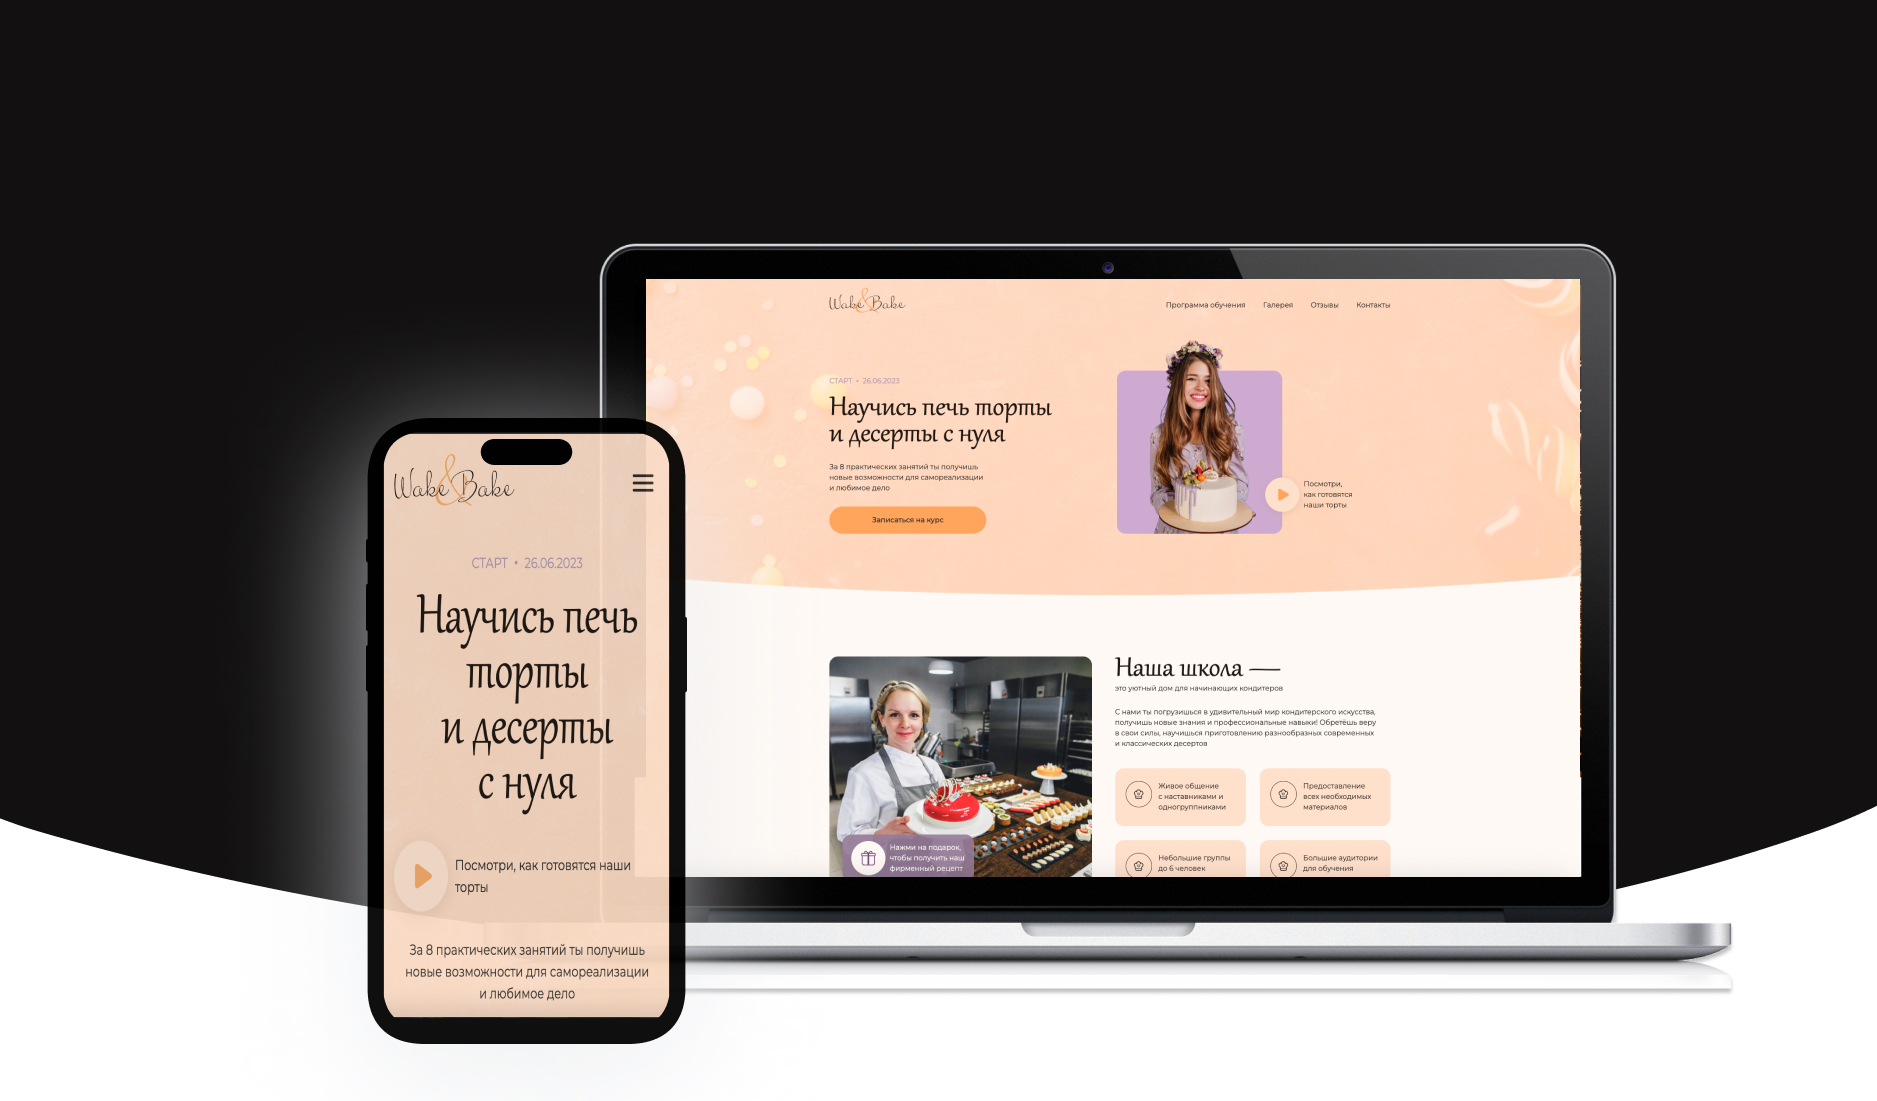 Wake & Bake
СТАРТ • 26.06.2023
Научись печь
торты
и десерты
с нуля
Посмотри, как готовятся наши
торты
За 8 практических занятий ты получишь
новые возможности для самореализации
и любимое дело
Wake & Bake
Программа обучения Галерея Отзывы Контакты
СТАРТ • 26.06.2023
Научись печь торты
и десерты с нуля
За 8 практических занятий ты получишь
новые возможности для самореализации
и любимое дело
Записаться на курс
Посмотри,
как готовятся
наши торты
Наша школа —
это уютный дом для начинающих кондитеров
С нами ты погрузишься в удивительный мир кондитерского искусства,
получишь новые знания и профессиональные навыки! Обретёшь веру
в свои силы, научишься приготовлению разнообразных современных
и классических десертов
Живое общение
с наставниками и
одногруппниками
Предоставление
всех необходимых
материалов
Небольшие группы
до 6 человек
Большие аудитории
для обучения
Нажми на подарок,
чтобы получить наш
фирменный рецепт